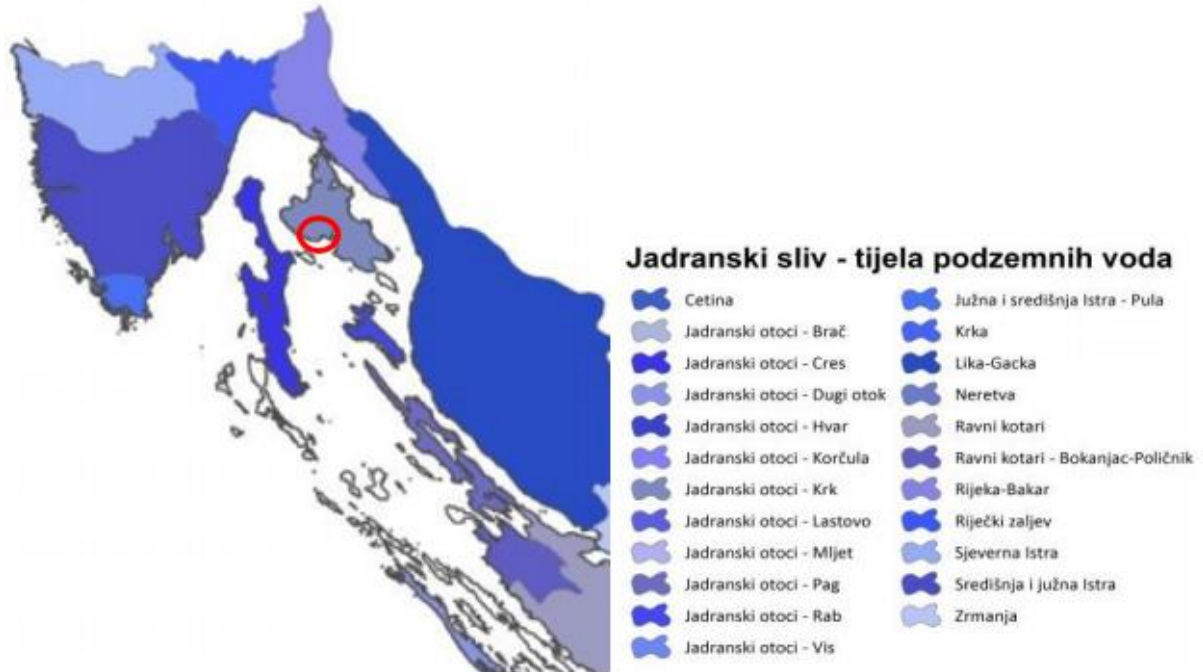 Jadranski sliv - tijela podzemnih voda
Cetina
Jadranski otoci - Brač
Jadranski otoci - Cres
Jadranski otoci - Dugi otok
Jadranski otoci - Hvar
Jadranski otoci - Korčula
Jadranski otoci - Krk
Jadranski otoci - Lastovo
Jadranski otoci - Mljet
Jadranski otoci - Pag
Jadranski otoci - Rab
Jadranski otoci - Vis
Južna i središnja Istra - Pula
Krka
Lika-Gacka
Neretva
Ravni kotari
Ravni kotari - Bokanjac-Poličnik
Rijeka-Bakar
Riječki zaljev
Sjeverna Istra
Središnja i južna Istra
Zrmanja